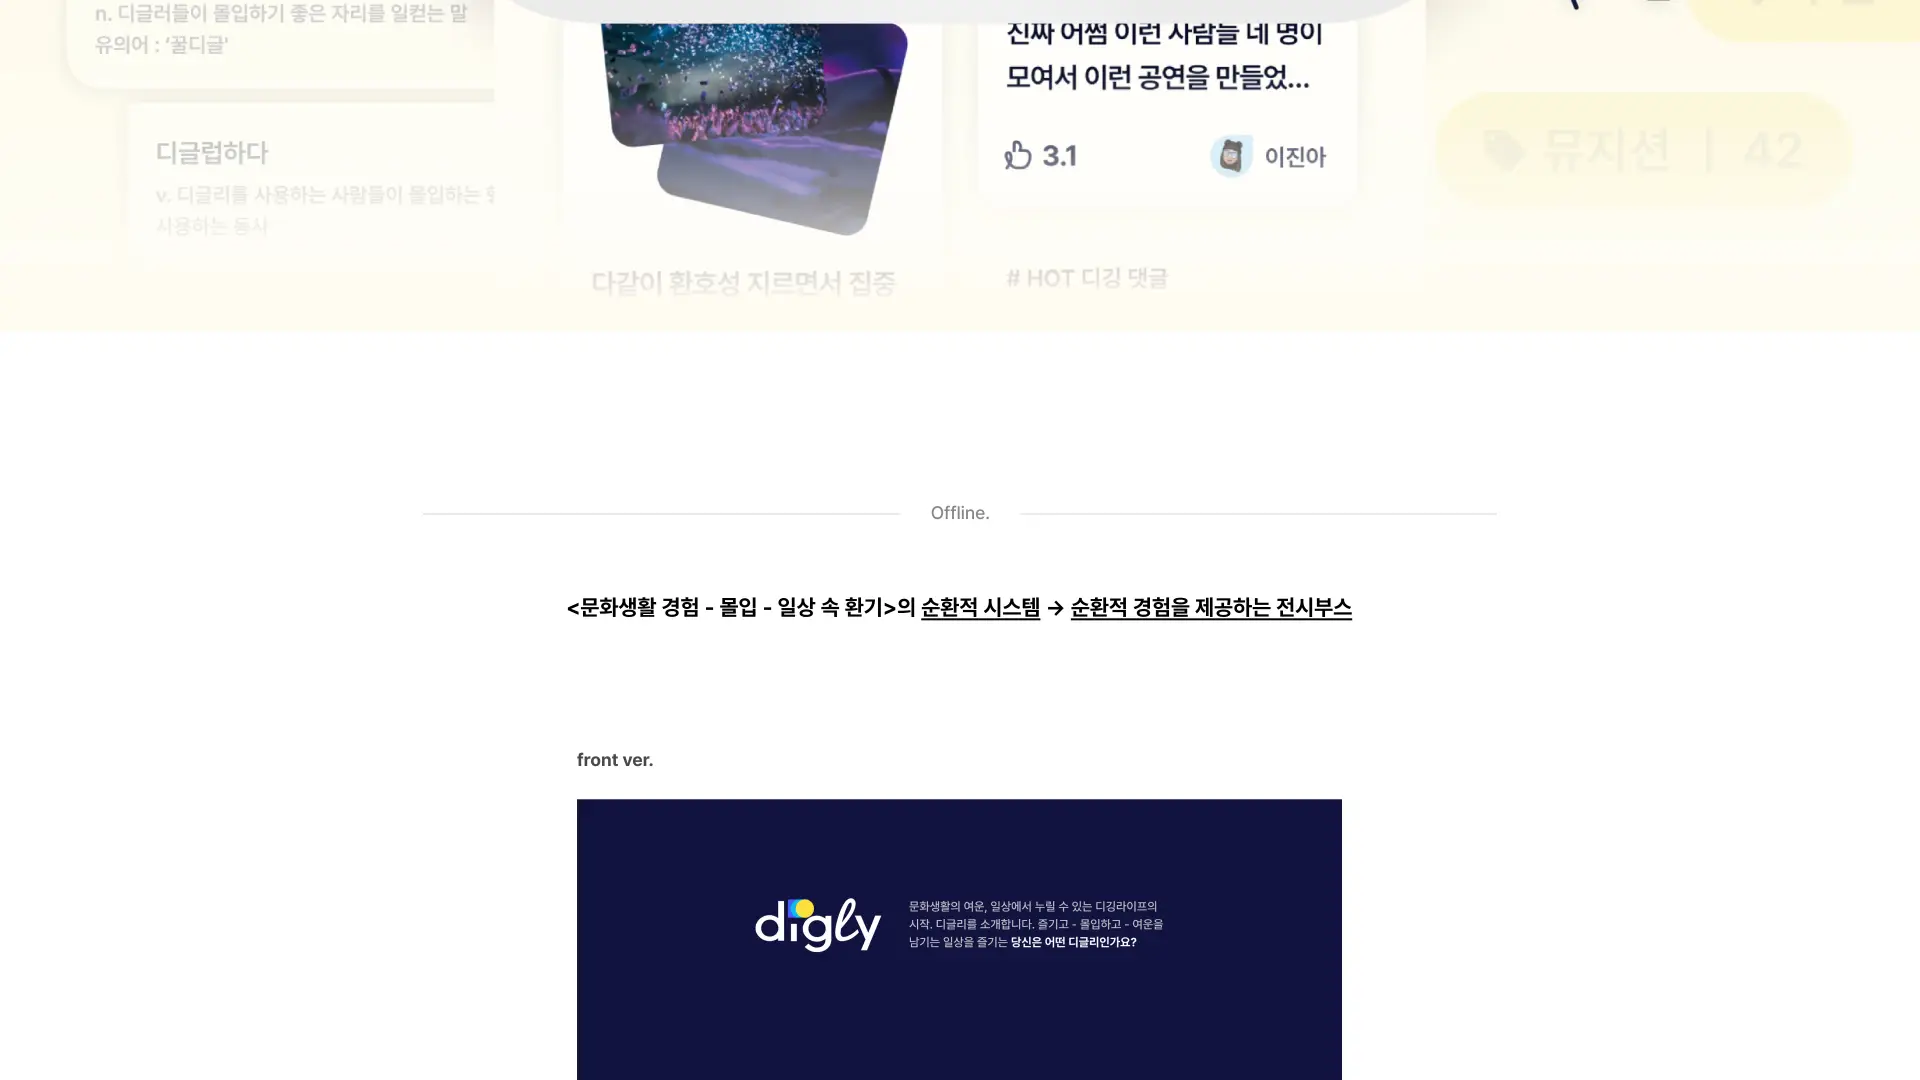 n. 디글러들이 몰입하기 좋은 자리를 일컫는 말
유의어 : '꿀디글'
디글럽하다
v. 디글리를 사용하는 사람들이 몰입하는
사용하는 동사
다같이 환호성 지르면서 집중
진짜 어쩜 이런 사람들 네 명이
모여서 이런 공연을 만들었...
3.1
이진아
# HOT 디깅 댓글
뮤지션 | 42
Offline.
<문화생활 경험 - 몰입 - 일상 속 환기>의 순환적 시스템 → 순환적 경험을 제공하는 전시부스
front ver.
digly
문화생활의 여운, 일상에서 누릴 수 있는 디깅라이프의
시작. 디글리를 소개합니다. 즐기고 - 몰입하고 - 여운을
남기는 일상을 즐기는 당신은 어떤 디글리인가요?